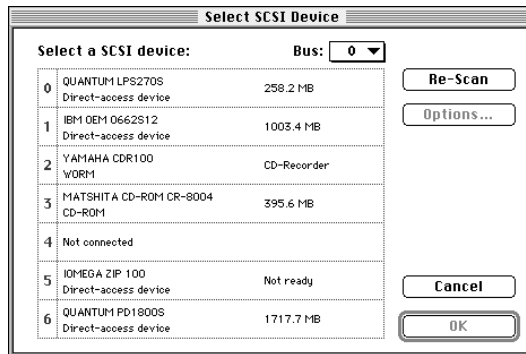 Select SCSI Device
Select a SCSI device:
Bus: 0
0 QUANTUM LPS270S 258.2 MB
Direct-access device
1 IBM OEM 0662S12 1003.4 MB
Direct-access device
2 YAMAHA CDR100 CD-Recorder
WORM
3 MATSHITA CD-ROM CR-8004 395.6 MB
CD-ROM
4 Not connected
5 IOMEGA ZIP 100 Not ready
Direct-access device
6 QUANTUM PD1800S 1717.7 MB
Direct-access device
Re-Scan
Options...
Cancel
OK